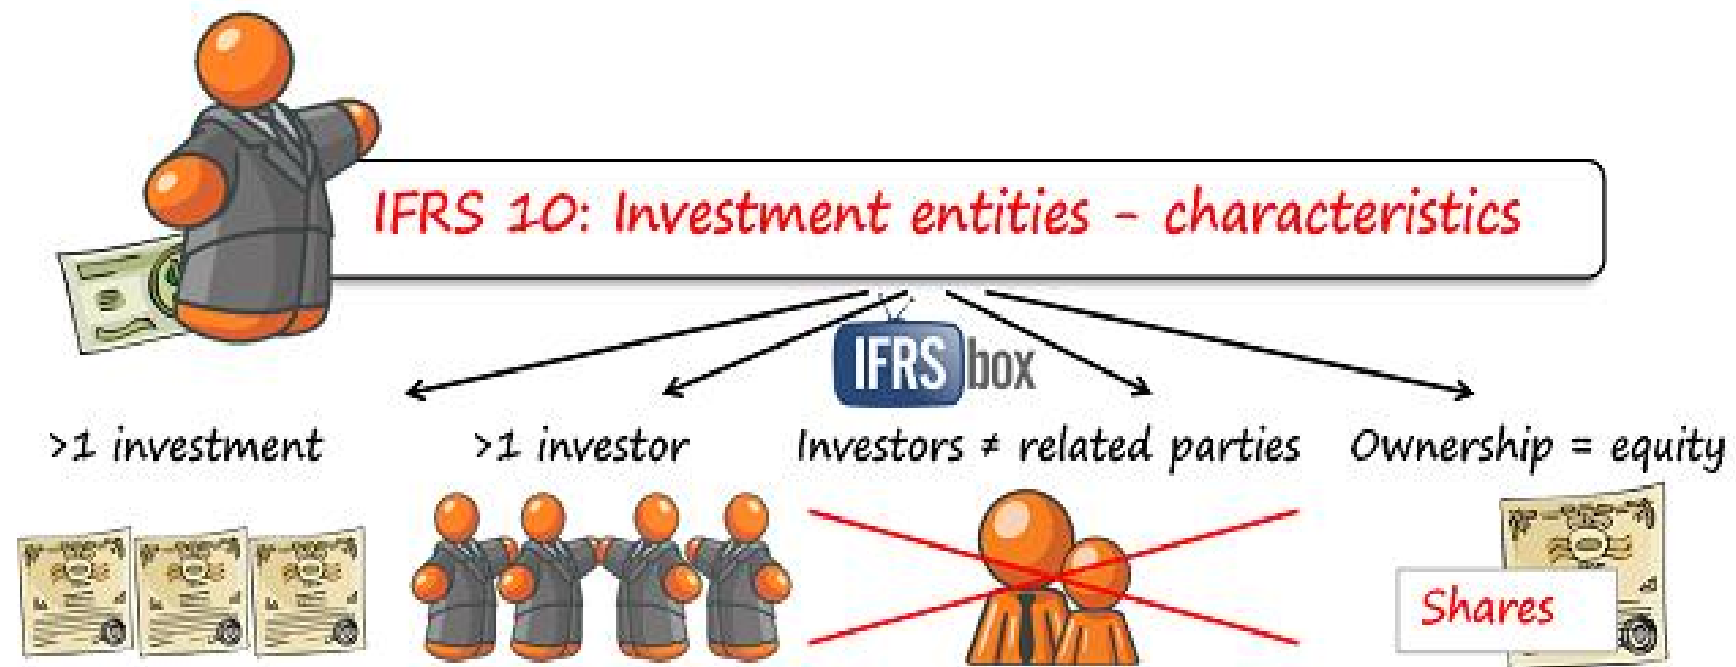 IFRS 10: Investment entities - characteristics
IFRS box
>1 investment
>1 investor
Investors ≠ related parties
Ownership = equity
Shares